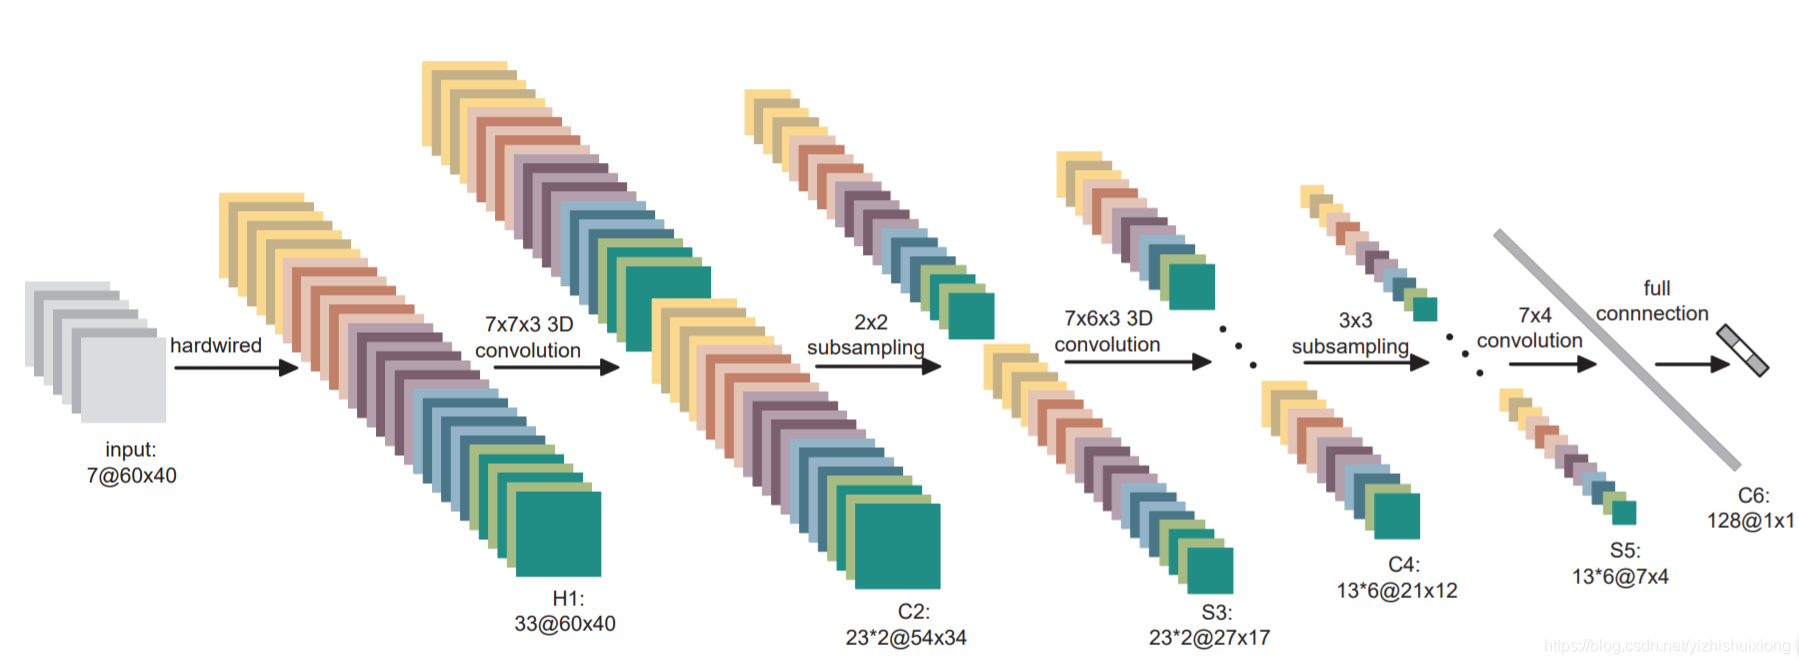 hardwired
7x7x3 3D
convolution
2x2
subsampling
7x6x3 3D
convolution
3x3
subsampling
7x4
convolution
full
connnection
input:
7@60x40
H1:
33@60x40
C2:
23*2@54x34
S3:
23*2@27x17
C4:
13*6@21x12
S5:
13*6@7x4
C6:
128@1x1
https://blog.csdn.net/yizhishuixiong